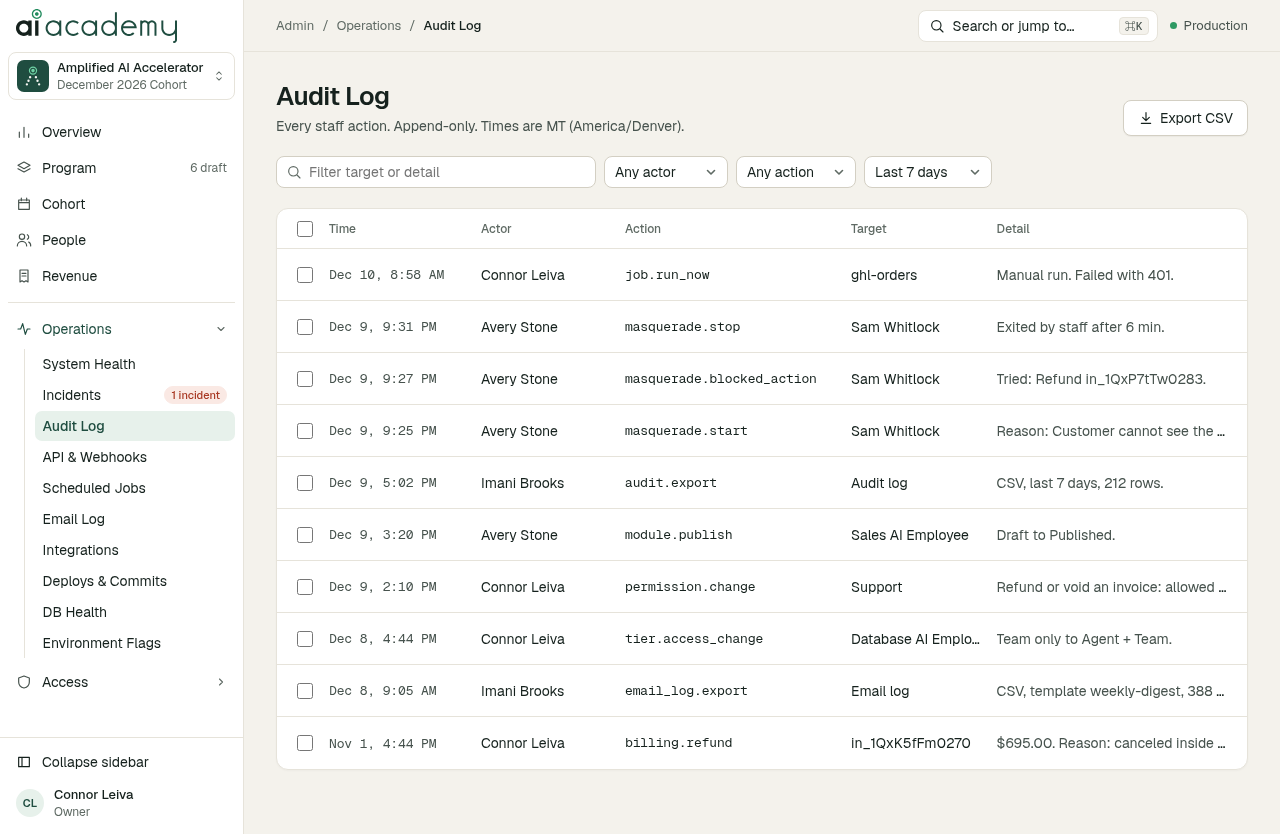 ai academy
Amplified AI Accelerator
December 2026 Cohort
Overview
Program 6 draft
Cohort
People
Revenue
Operations
System Health
Incidents 1 incident
Audit Log
API & Webhooks
Scheduled Jobs
Email Log
Integrations
Deploys & Commits
DB Health
Environment Flags
Access
Collapse sidebar
CL
Connor Leiva
Owner
Admin / Operations / Audit Log
Search or jump to… ⌘K
Production
Audit Log
Every staff action. Append-only. Times are MT (America/Denver).
Export CSV
Filter target or detail
Any actor
Any action
Last 7 days
Time Actor Action Target Detail
Dec 10, 8:58 AM Connor Leiva job.run_now ghl-orders Manual run. Failed with 401.
Dec 9, 9:31 PM Avery Stone masquerade.stop Sam Whitlock Exited by staff after 6 min.
Dec 9, 9:27 PM Avery Stone masquerade.blocked_action Sam Whitlock Tried: Refund in_1QxP7tTw0283.
Dec 9, 9:25 PM Avery Stone masquerade.start Sam Whitlock Reason: Customer cannot see the …
Dec 9, 5:02 PM Imani Brooks audit.export Audit log CSV, last 7 days, 212 rows.
Dec 9, 3:20 PM Avery Stone module.publish Sales AI Employee Draft to Published.
Dec 9, 2:10 PM Connor Leiva permission.change Support Refund or void an invoice: allowed …
Dec 8, 4:44 PM Connor Leiva tier.access_change Database AI Emplo… Team only to Agent + Team.
Dec 8, 9:05 AM Imani Brooks email_log.export Email log CSV, template weekly-digest, 388 …
Nov 1, 4:44 PM Connor Leiva billing.refund in_1QxK5fFm0270 $695.00. Reason: canceled inside …